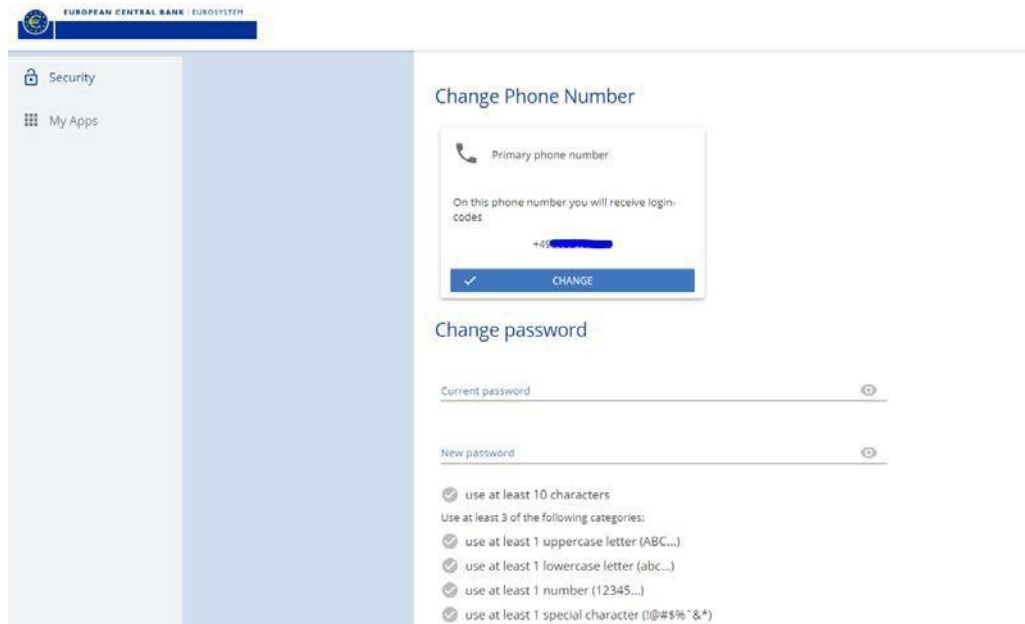 EUROPEAN CENTRAL BANK | EUROSYSTEM
Security
My Apps
Change Phone Number
Primary phone number
On this phone number you will receive login-
codes
+49
CHANGE
Change password
Current password
New password
use at least 10 characters
Use at least 3 of the following categories:
use at least 1 uppercase letter (ABC...)
use at least 1 lowercase letter (abc...)
use at least 1 number (12345...)
use at least 1 special character (!@#$%^&*)